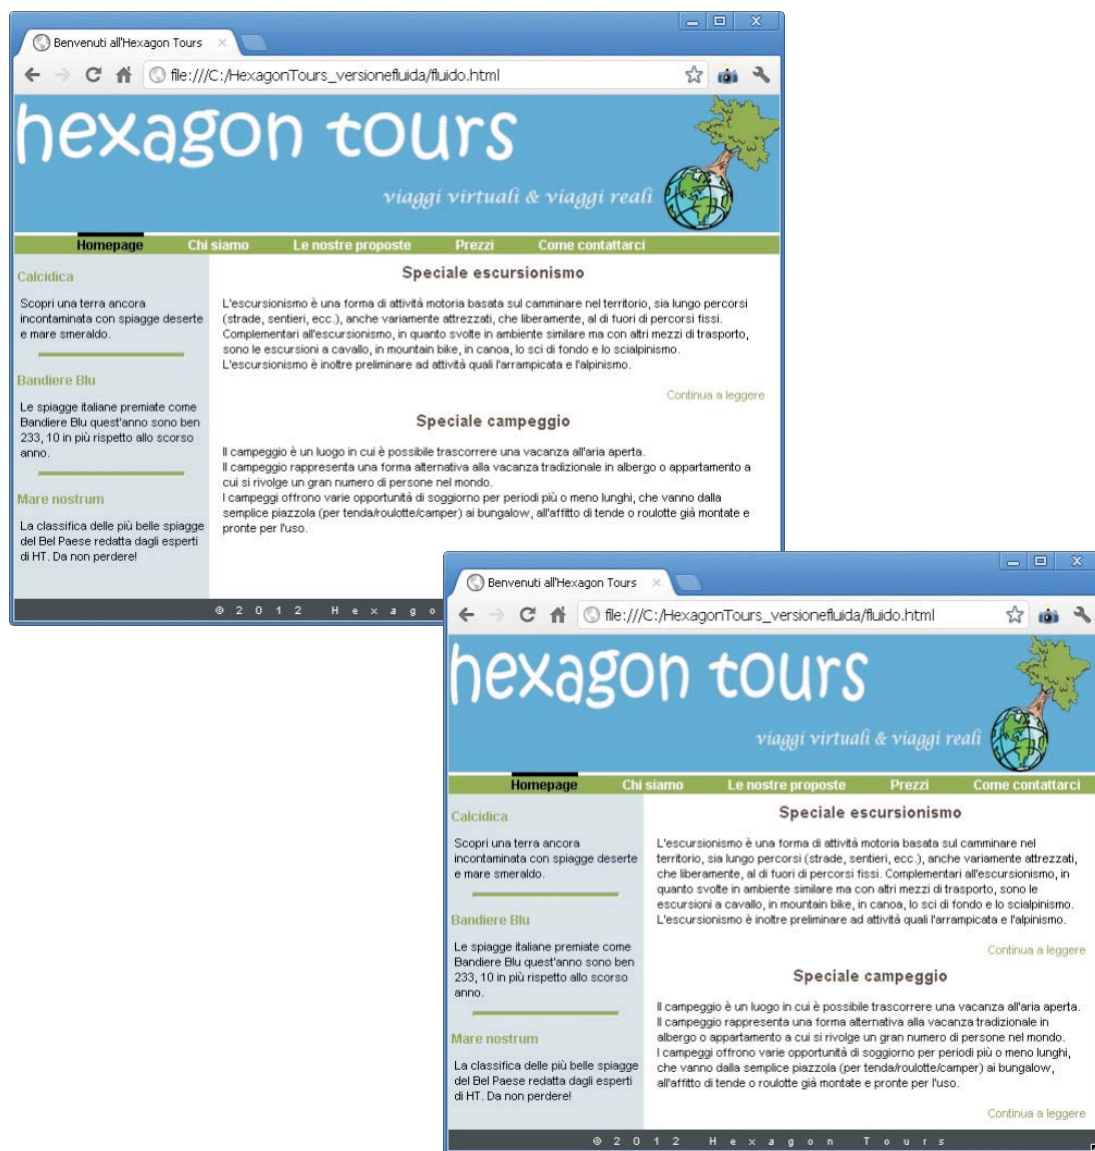 Benvenuti all'Hexagon Tours
file:///C:/HexagonTours_versionefluida/fluido.html
hexagon tours
viaggi virtuali & viaggi reali
Homepage Chi siamo Le nostre proposte Prezzi Come contattarci
Calcidica
Scopri una terra ancora
incontaminata con spiagge deserte
e mare smeraldo.
Bandiere Blu
Le spiagge italiane premiate come
Bandiere Blu quest'anno sono ben
233, 10 in più rispetto allo scorso
anno.
Mare nostrum
La classifica delle più belle spiagge
del Bel Paese redatta dagli esperti
di HT. Da non perdere!
Speciale escursionismo
L'escursionismo è una forma di attività motoria basata sul camminare nel territorio, sia lungo percorsi
(strade, sentieri, ecc.), anche variamente attrezzati, che liberamente, al di fuori di percorsi fissi.
Complementari all'escursionismo, in quanto svolte in ambiente similare ma con altri mezzi di trasporto,
sono le escursioni a cavallo, in mountain bike, in canoa, lo sci di fondo e lo scialpinismo.
L'escursionismo è inoltre preliminare ad attività quali l'arrampicata e l'alpinismo.
Continua a leggere
Speciale campeggio
Il campeggio è un luogo in cui è possibile trascorrere una vacanza all'aria aperta.
Il campeggio rappresenta una forma alternativa alla vacanza tradizionale in albergo o appartamento a
cui si rivolge un gran numero di persone nel mondo.
I campeggi offrono varie opportunità di soggiorno per periodi più o meno lunghi, che vanno dalla
semplice piazzola (per tenda/roulotte/camper) ai bungalow, all'affitto di tende o roulotte già montate e
pronte per l'uso.
© 2 0 1 2 H e x a g o
Benvenuti all'Hexagon Tours
file:///C:/HexagonTours_versionefluida/fluido.html
hexagon tours
viaggi virtuali & viaggi reali
Homepage Chi siamo Le nostre proposte Prezzi Come contattarci
Calcidica
Scopri una terra ancora
incontaminata con spiagge deserte
e mare smeraldo.
Bandiere Blu
Le spiagge italiane premiate come
Bandiere Blu quest'anno sono ben
233, 10 in più rispetto allo scorso
anno.
Mare nostrum
La classifica delle più belle spiagge
del Bel Paese redatta dagli esperti
di HT. Da non perdere!
Speciale escursionismo
L'escursionismo è una forma di attività motoria basata sul camminare nel
territorio, sia lungo percorsi (strade, sentieri, ecc.), anche variamente attrezzati,
che liberamente, al di fuori di percorsi fissi. Complementari all'escursionismo, in
quanto svolte in ambiente similare ma con altri mezzi di trasporto, sono le
escursioni a cavallo, in mountain bike, in canoa, lo sci di fondo e lo scialpinismo.
L'escursionismo è inoltre preliminare ad attività quali l'arrampicata e l'alpinismo.
Continua a leggere
Speciale campeggio
Il campeggio è un luogo in cui è possibile trascorrere una vacanza all'aria aperta.
Il campeggio rappresenta una forma alternativa alla vacanza tradizionale in
albergo o appartamento a cui si rivolge un gran numero di persone nel mondo.
I campeggi offrono varie opportunità di soggiorno per periodi più o meno lunghi,
che vanno dalla semplice piazzola (per tenda/roulotte/camper) ai bungalow,
all'affitto di tende o roulotte già montate e pronte per l'uso.
Continua a leggere
© 2 0 1 2 H e x a g o n T o u r s